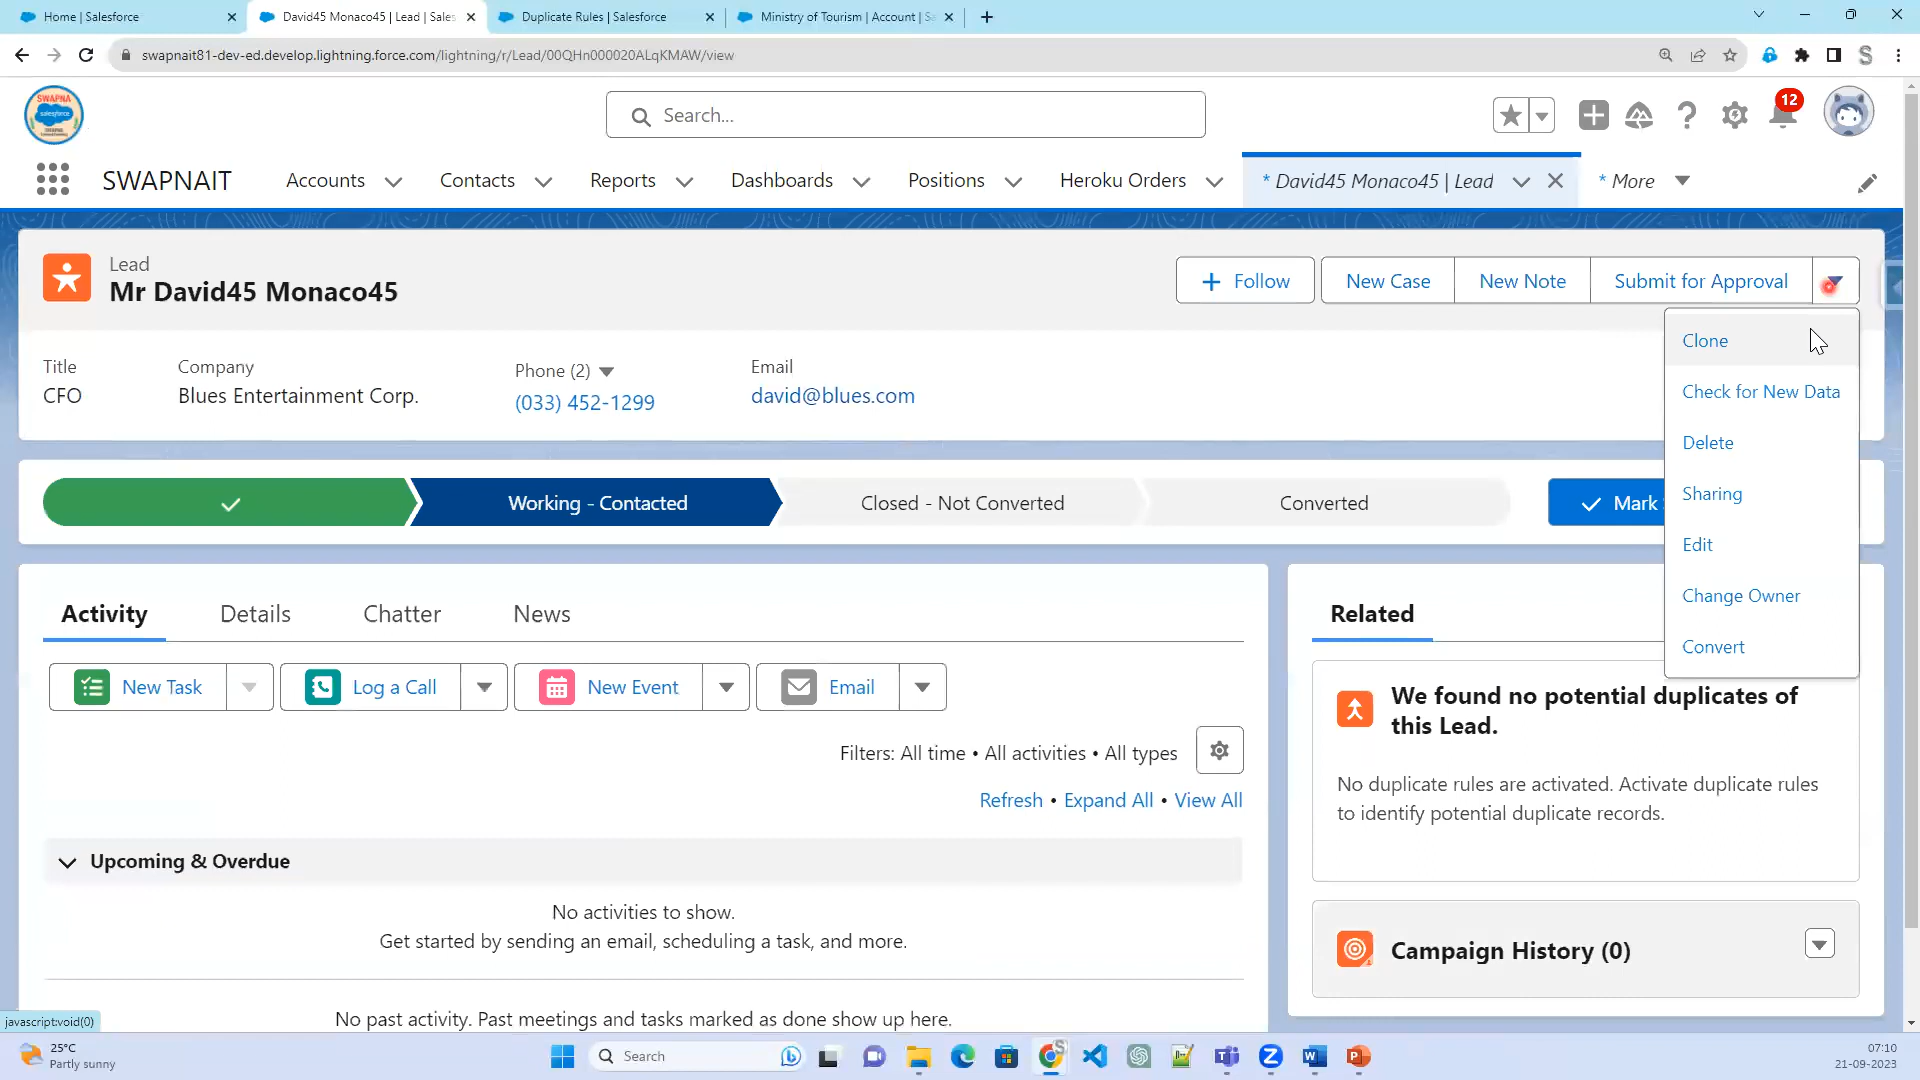 Home | Salesforce
David45 Monaco45 | Lead | Sales
Duplicate Rules | Salesforce
Ministry of Tourism | Account | S
swapnait81-dev-ed.develop.lightning.force.com/lightning/r/Lead/00QHn000020ALqKMAW/view
S
SWAPNA
salesforce
Search...
12
SWAPNAIT
Accounts
Contacts
Reports
Dashboards
Positions
Heroku Orders
* David45 Monaco45 | Lead
* More
Lead
Mr David45 Monaco45
+ Follow
New Case
New Note
Submit for Approval
Title
CFO
Company
Blues Entertainment Corp.
Phone (2)
(033) 452-1299
Email
david@blues.com
Clone
Check for New Data
Delete
Sharing
Edit
Change Owner
Convert
Working - Contacted
Closed - Not Converted
Converted
Mark
Activity
Details
Chatter
News
New Task
Log a Call
New Event
Email
Filters: All time • All activities • All types
Refresh • Expand All • View All
Upcoming & Overdue
No activities to show.
Get started by sending an email, scheduling a task, and more.
No past activity. Past meetings and tasks marked as done show up here.
Related
We found no potential duplicates of
this Lead.
No duplicate rules are activated. Activate duplicate rules
to identify potential duplicate records.
Campaign History (0)
javascript:void(0)
25°C
Partly sunny
Search
07:10
21-09-2023